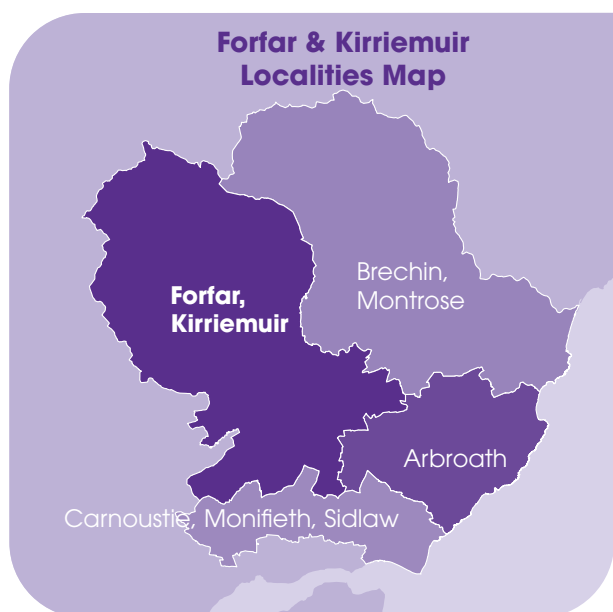 Forfar & Kirriemuir
Localities Map
Brechin,
Montrose
Forfar,
Kirriemuir
Arbroath
Carnoustie, Monifieth, Sidlaw